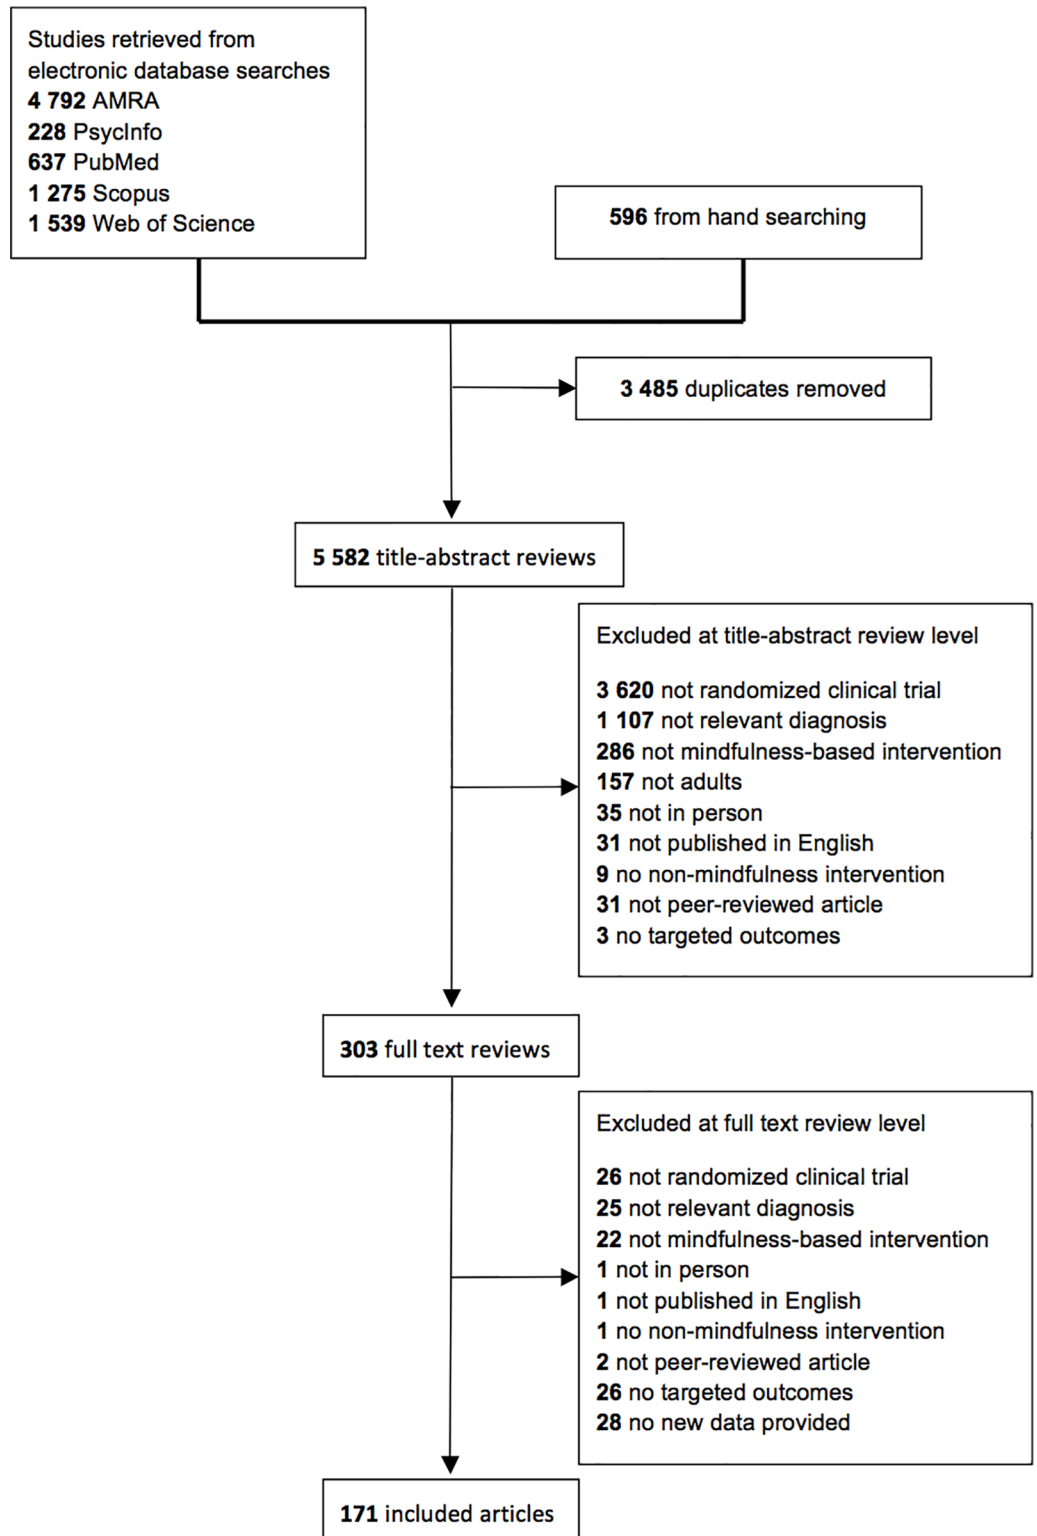 Studies retrieved from
electronic database searches
4 792 AMRA
228 PsycInfo
637 PubMed
1 275 Scopus
1 539 Web of Science
596 from hand searching
3 485 duplicates removed
5 582 title-abstract reviews
Excluded at title-abstract review level
3 620 not randomized clinical trial
1 107 not relevant diagnosis
286 not mindfulness-based intervention
157 not adults
35 not in person
31 not published in English
9 no non-mindfulness intervention
31 not peer-reviewed article
3 no targeted outcomes
303 full text reviews
Excluded at full text review level
26 not randomized clinical trial
25 not relevant diagnosis
22 not mindfulness-based intervention
1 not in person
1 not published in English
1 no non-mindfulness intervention
2 not peer-reviewed article
26 no targeted outcomes
28 no new data provided
171 included articles